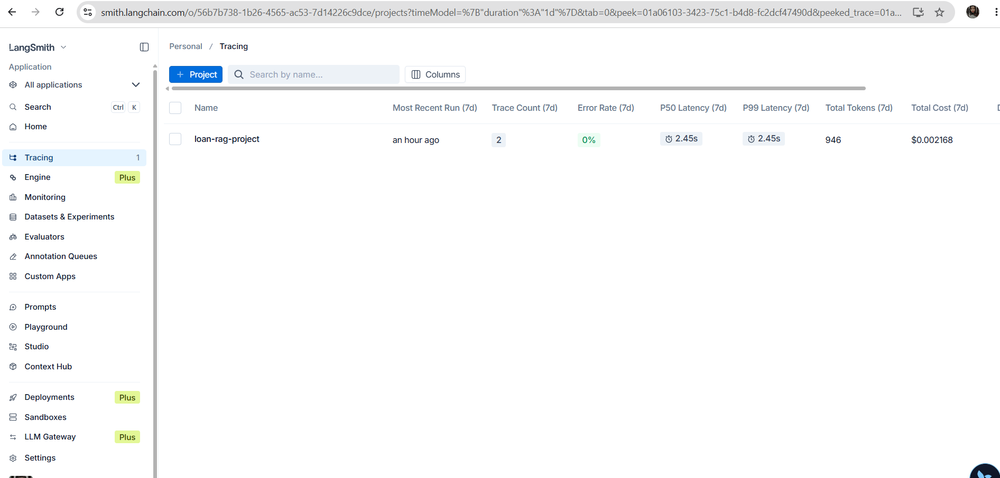 smith.langchain.com/o/56b7b738-1b26-4565-ac53-7d14226c9dce/projects?timeModel=%7B"duration"%3A"1d"%7D&tab=0&peek=01a06103-3423-75c1-b4d8-fc2dcf47490d&peeked_trace=01a...
LangSmith
Application
All applications
Search Ctrl K
Home
Tracing 1
Engine Plus
Monitoring
Datasets & Experiments
Evaluators
Annotation Queues
Custom Apps
Prompts
Playground
Studio
Context Hub
Deployments Plus
Sandboxes
LLM Gateway Plus
Settings
Personal / Tracing
+ Project Search by name... Columns
Name Most Recent Run (7d) Trace Count (7d) Error Rate (7d) P50 Latency (7d) P99 Latency (7d) Total Tokens (7d) Total Cost (7d)
loan-rag-project an hour ago 2 0% 2.45s 2.45s 946 $0.002168